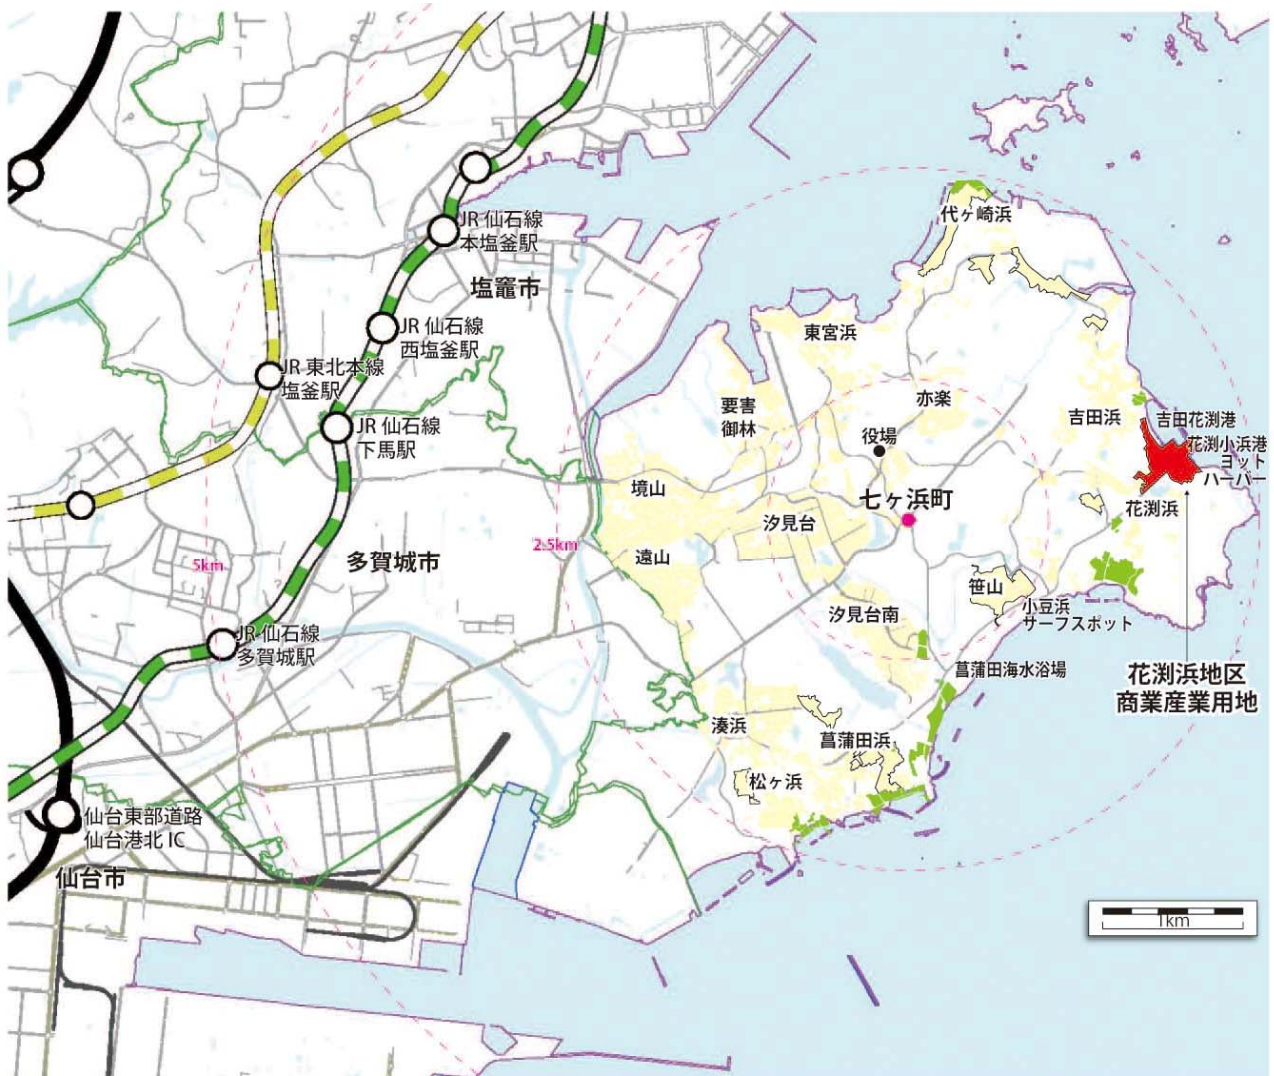 代ヶ崎浜
JR 仙石線
本塩釜駅
塩竈市
JR 仙石線
西塩釜駅
東宮浜
JR 東北本線
塩釜駅
要害
御林
亦楽
吉田浜
吉田花渕港
花渕小浜港
ヨット
ハーバー
JR 仙石線
下馬駅
役場
境山
七ヶ浜町
花渕浜
汐見台
2.5km
遠山
多賀城市
5km
笹山
小豆浜
サーフスポット
汐見台南
JR 仙石線
多賀城駅
菖蒲田海水浴場
花渕浜地区
商業産業用地
湊浜
菖蒲田浜
松ヶ浜
仙台東部道路
仙台港北 IC
仙台市
1km